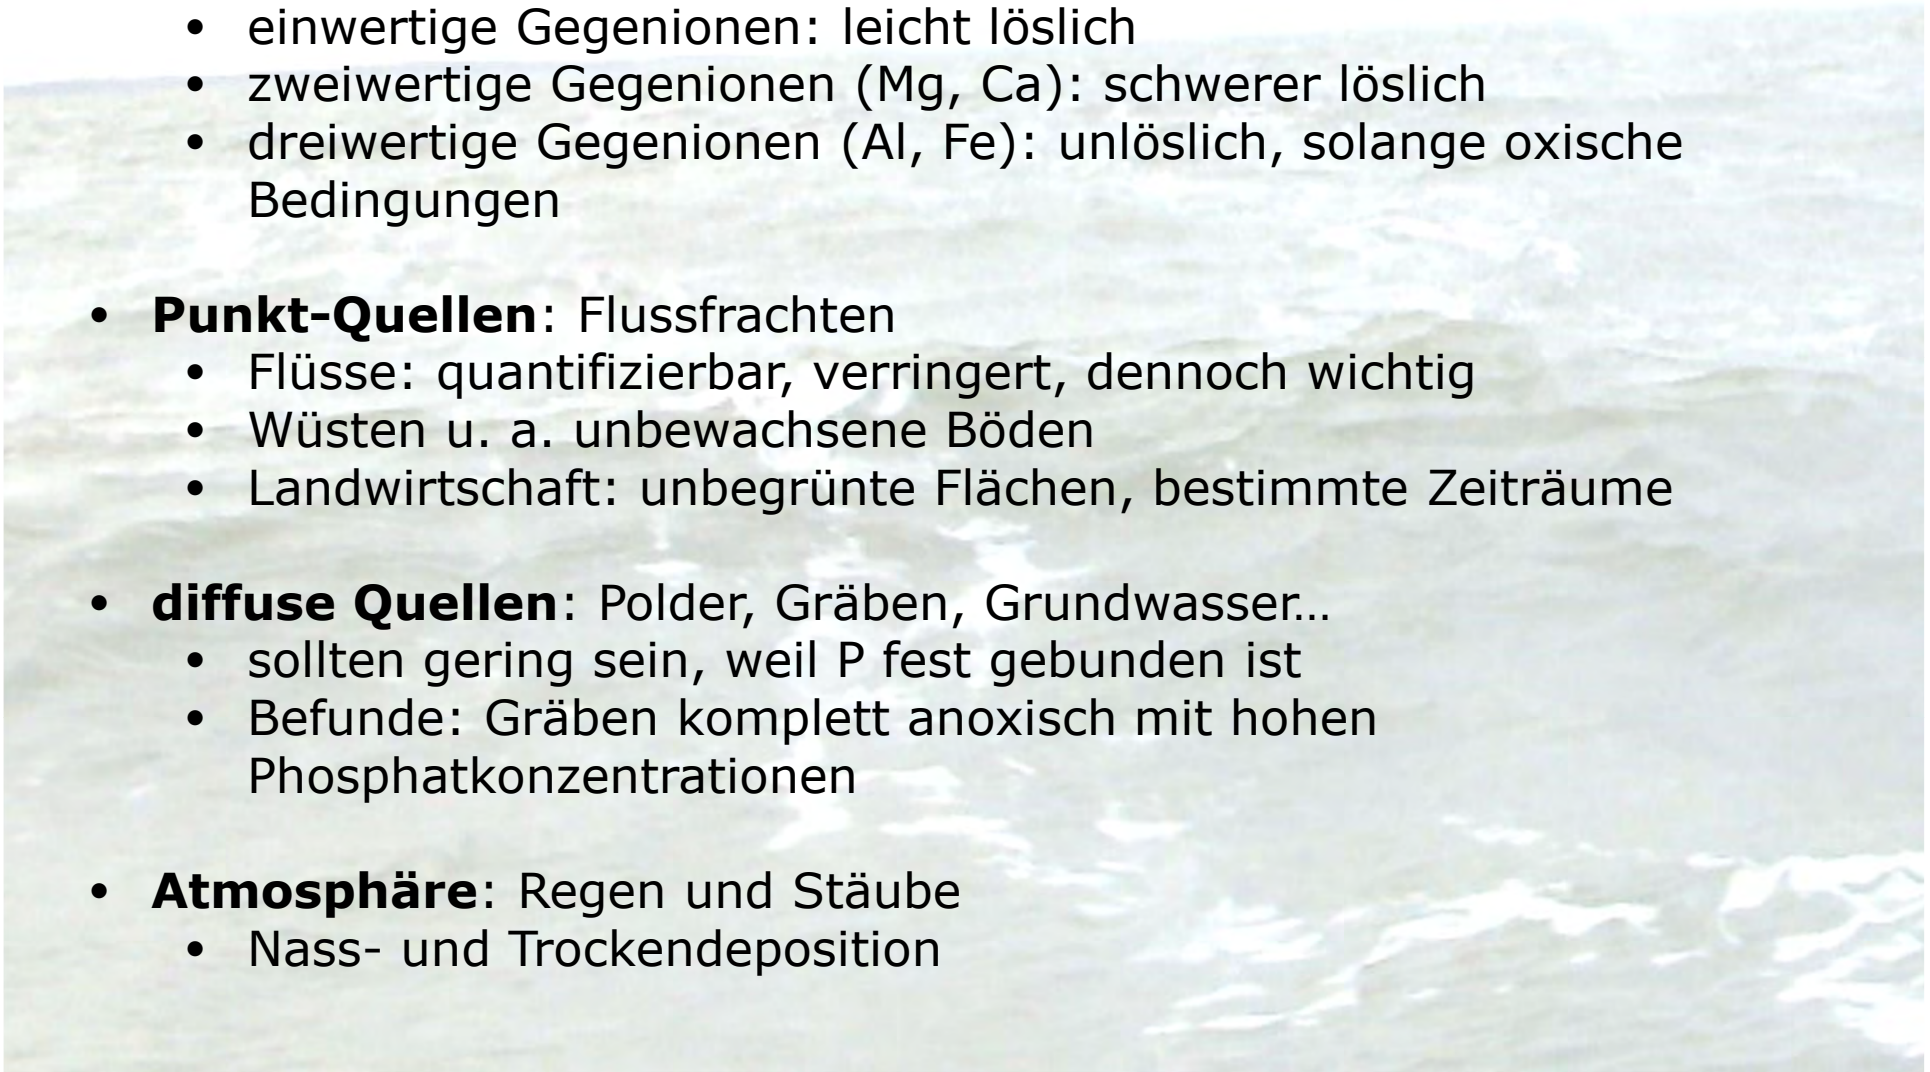 • einwertige Gegenionen: leicht löslich
• zweiwertige Gegenionen (Mg, Ca): schwerer löslich
• dreiwertige Gegenionen (Al, Fe): unlöslich, solange oxische
Bedingungen
• Punkt-Quellen: Flussfrachten
• Flüsse: quantifizierbar, verringert, dennoch wichtig
• Wüsten u. a. unbewachsene Böden
• Landwirtschaft: unbegrünte Flächen, bestimmte Zeiträume
• diffuse Quellen: Polder, Gräben, Grundwasser…
• sollten gering sein, weil P fest gebunden ist
• Befunde: Gräben komplett anoxisch mit hohen
Phosphatkonzentrationen
• Atmosphäre: Regen und Stäube
• Nass- und Trockendeposition